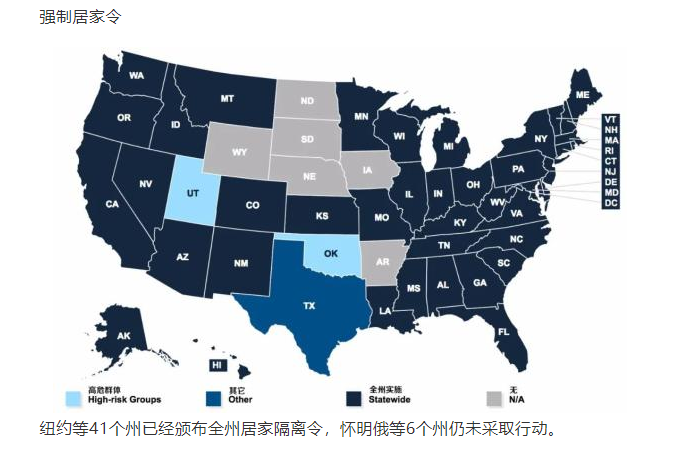 强制居家令
WA
MT
ND
MN
ME
OR
ID
SD
WI
MI
NY
VT
NH
MA
RI
CT
NJ
DE
MD
DC
WY
IA
NE
PA
NV
UT
CO
IL
IN
OH
CA
KS
MO
WV
VA
KY
AZ
NM
OK
AR
TN
NC
SC
TX
MS
AL
GA
LA
FL
AK
HI
高危群体
High-risk Groups
其它
Other
全州实施
Statewide
无
N/A
纽约等41个州已经颁布全州居家隔离令，怀明俄等6个州仍未采取行动。